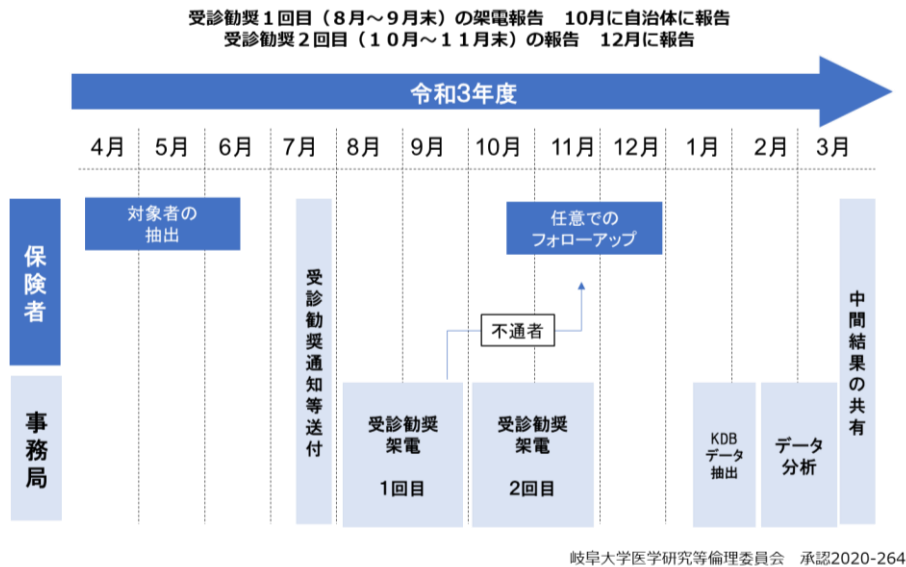 受診勧奨１回目（８月～９月末）の架電報告　10月に自治体に報告
受診勧奨２回目（１０月～１１月末）の報告　12月に報告
令和3年度
4月 5月 6月 7月 8月 9月 10月 11月 12月 1月 2月 3月
保険者
対象者の
抽出
受診勧奨通知等送付
任意での
フォローアップ
不通者
中間結果の共有
事務局
受診勧奨
架電
1回目
受診勧奨
架電
2回目
KDB
データ
抽出
データ
分析
岐阜大学医学研究等倫理委員会　承認2020-264